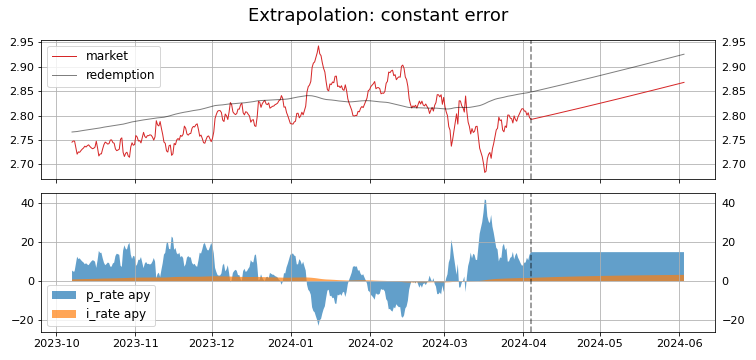 Extrapolation: constant error
2.95 2.95
market
redemption
2.90 2.90
2.85 2.85
2.80 2.80
2.75 2.75
2.70 2.70
40 40
20 20
0 0
p_rate apy
i_rate apy
−20 −20
2023-10 2023-11 2023-12 2024-01 2024-02 2024-03 2024-04 2024-05 2024-06